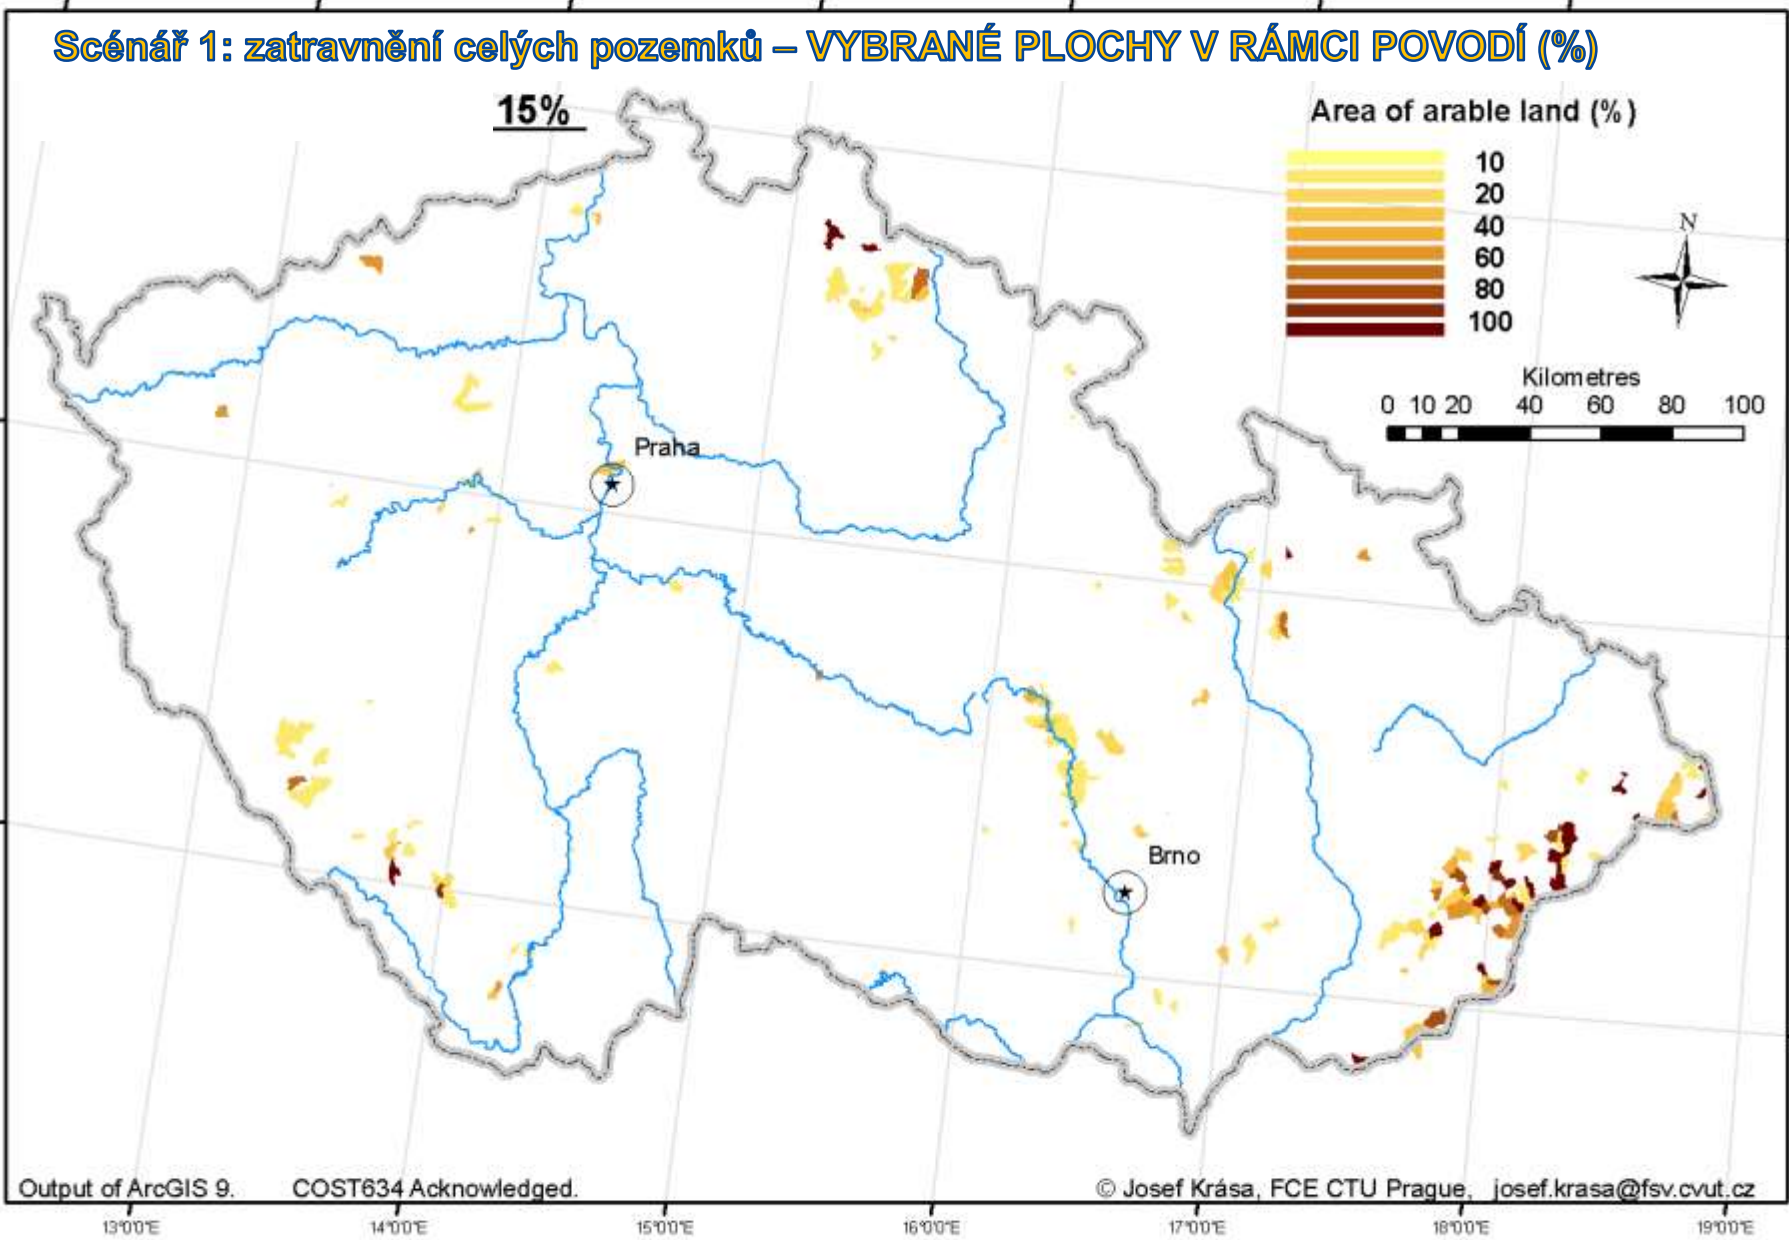 Scénář 1: zatravnění celých pozemků – VYBRANÉ PLOCHY V RÁMCI POVODÍ (%)
15%
Area of arable land (%)
10
20
40
60
80
100
N
Kilometres
0 10 20 40 60 80 100
Praha
Brno
Output of ArcGIS 9. COST634 Acknowledged.
© Josef Krása, FCE CTU Prague, josef.krasa@fsv.cvut.cz
13°0'0"E 14°0'0"E 15°0'0"E 16°0'0"E 17°0'0"E 18°0'0"E 19°0'0"E